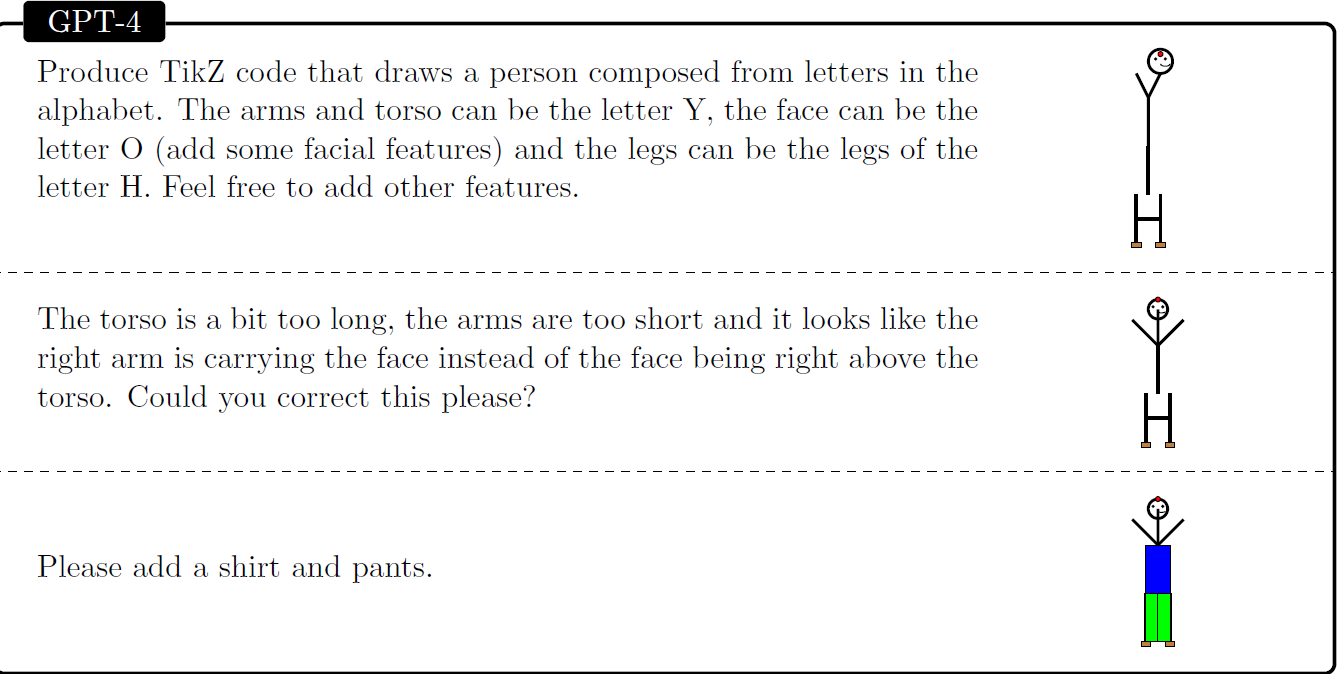 GPT-4
Produce TikZ code that draws a person composed from letters in the
alphabet. The arms and torso can be the letter Y, the face can be the
letter O (add some facial features) and the legs can be the legs of the
letter H. Feel free to add other features.
The torso is a bit too long, the arms are too short and it looks like the
right arm is carrying the face instead of the face being right above the
torso. Could you correct this please?
Please add a shirt and pants.